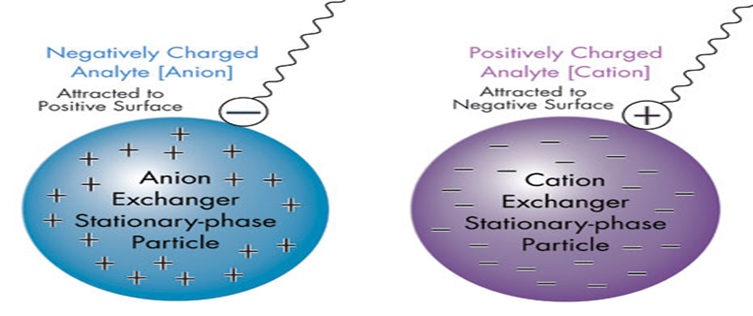 Negatively Charged
Analyte [Anion]
Attracted to
Positive Surface
Anion
Exchanger
Stationary-phase
Particle
Positively Charged
Analyte [Cation]
Attracted to
Negative Surface
Cation
Exchanger
Stationary-phase
Particle